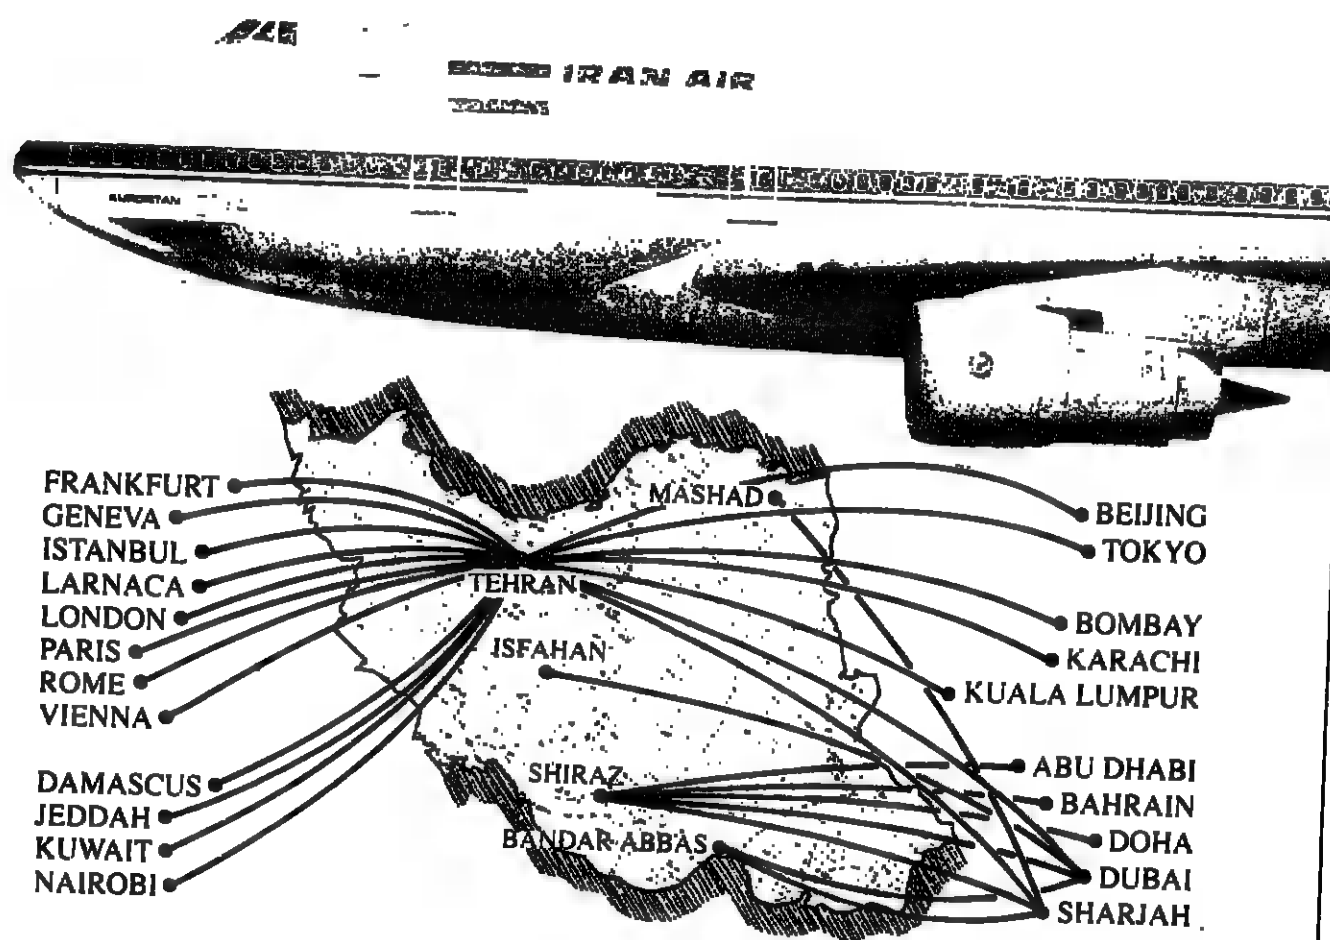 IRAN AIR
FRANKFURT
GENEVA
ISTANBUL
LARNACA
LONDON
PARIS
ROME
VIENNA
DAMASCUS
JEDDAH
KUWAIT
NAIROBI
MASHAD
TEHRAN
ISFAHAN
SHIRAZ
BANDAR ABBAS
BEIJING
TOKYO
BOMBAY
KARACHI
KUALA LUMPUR
ABU DHABI
BAHRAIN
DOHA
DUBAI
SHARJAH